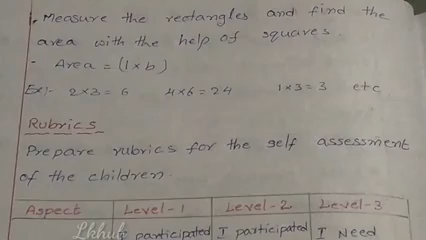 1. Measure the rectangles and find the
area with the help of squares.
- Area = (l x b)
Ex:- 2x3 = 6 4x6 = 24 1x3 = 3 etc
Rubrics
Prepare rubrics for the self assessment
of the children.
Aspect Level-1 Level-2 Level-3
I participated I participated I Need